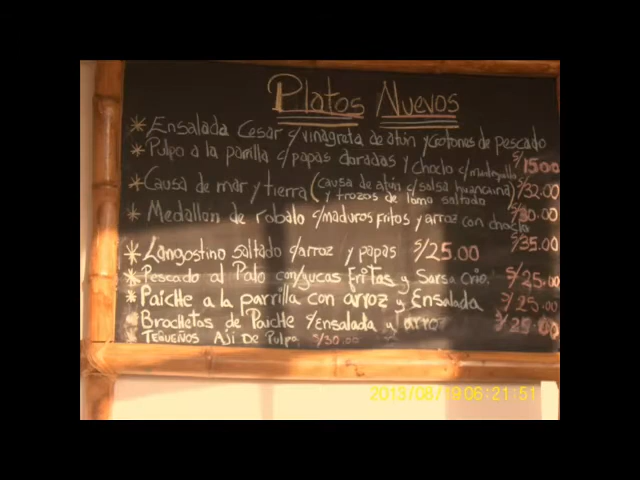 Platos Nuevos
* Ensalada Cesar c/vinagreta de atún y crotones de pescado S/15.00
* Pulpo a la parrilla c/papas doradas y choclo c/mantequilla S/32.00
* Causa de mar y tierra (causa de atún c/salsa huancaina S/30.00
y trozos de lomo saltado
* Medallon de robalo c/maduros fritos y arroz con choclo S/35.00
* Langostino saltado c/arroz y papas S/25.00
* Pescado al Palo con/yucas Fritas y Sarsa Crio. S/25.00
* Paiche a la parrilla con arroz y Ensalada S/25.00
* Brochetas de Paiche c/Ensalada y arroz S/25.00
* Tequeños Aji De Pulpa S/30.00
2013/08/19 06:21:51